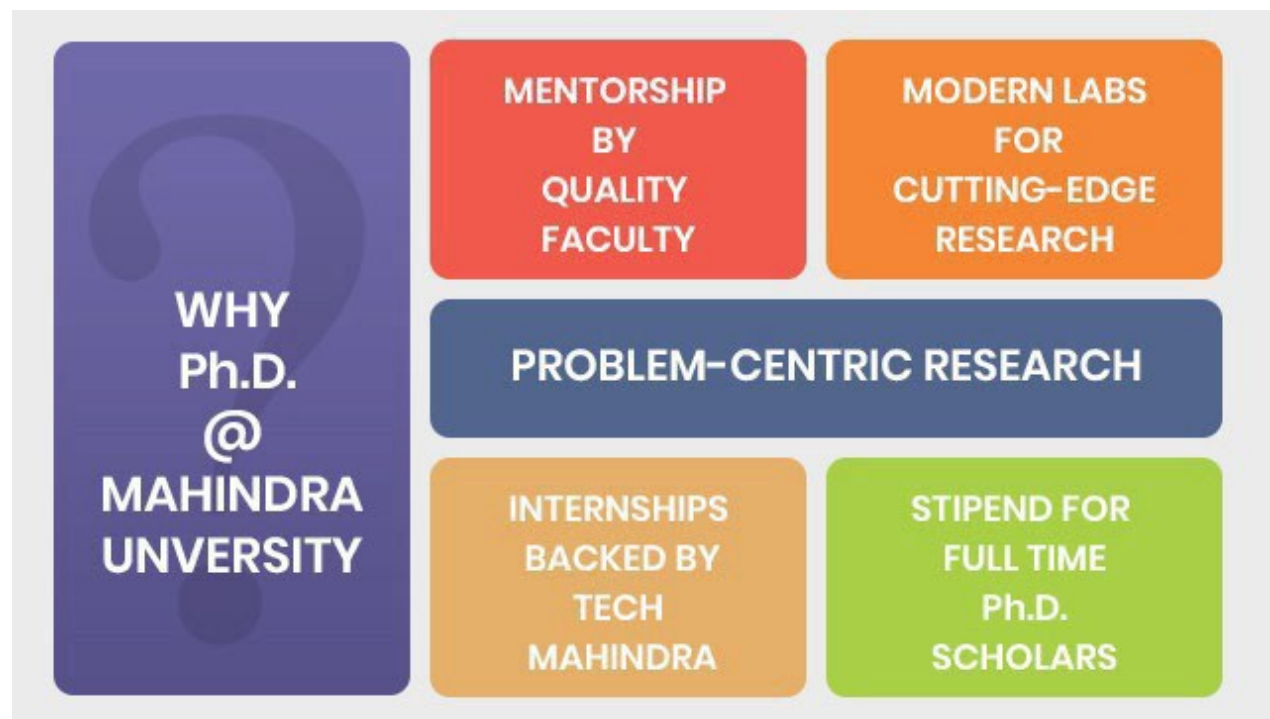 WHY
Ph.D.
@
MAHINDRA
UNVERSITY
MENTORSHIP
BY
QUALITY
FACULTY
MODERN LABS
FOR
CUTTING-EDGE
RESEARCH
PROBLEM-CENTRIC RESEARCH
INTERNSHIPS
BACKED BY
TECH
MAHINDRA
STIPEND FOR
FULL TIME
Ph.D.
SCHOLARS